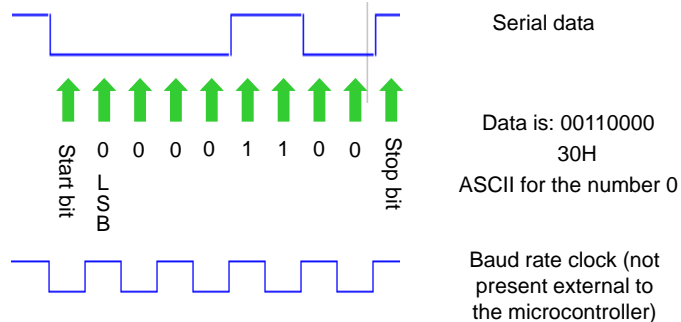 Serial data
Data is: 00110000
30H
ASCII for the number 0
Start bit
0 0 0 0 1 1 0 0
LSB
Stop bit
Baud rate clock (not
present external to
the microcontroller)